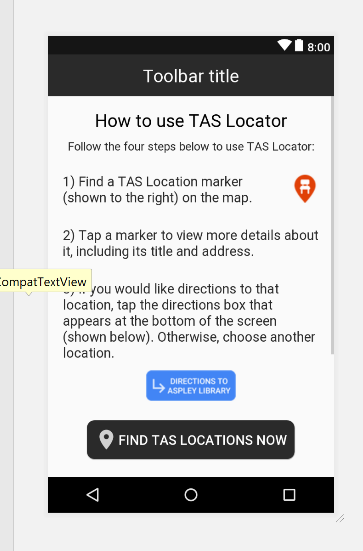 8:00
Toolbar title
How to use TAS Locator
Follow the four steps below to use TAS Locator:
1) Find a TAS Location marker
(shown to the right) on the map.
2) Tap a marker to view more details about
it, including its title and address.
CompatTextView
if you would like directions to that
location, tap the directions box that
appears at the bottom of the screen
(shown below). Otherwise, choose another
location.
DIRECTIONS TO
ASPLEY LIBRARY
FIND TAS LOCATIONS NOW